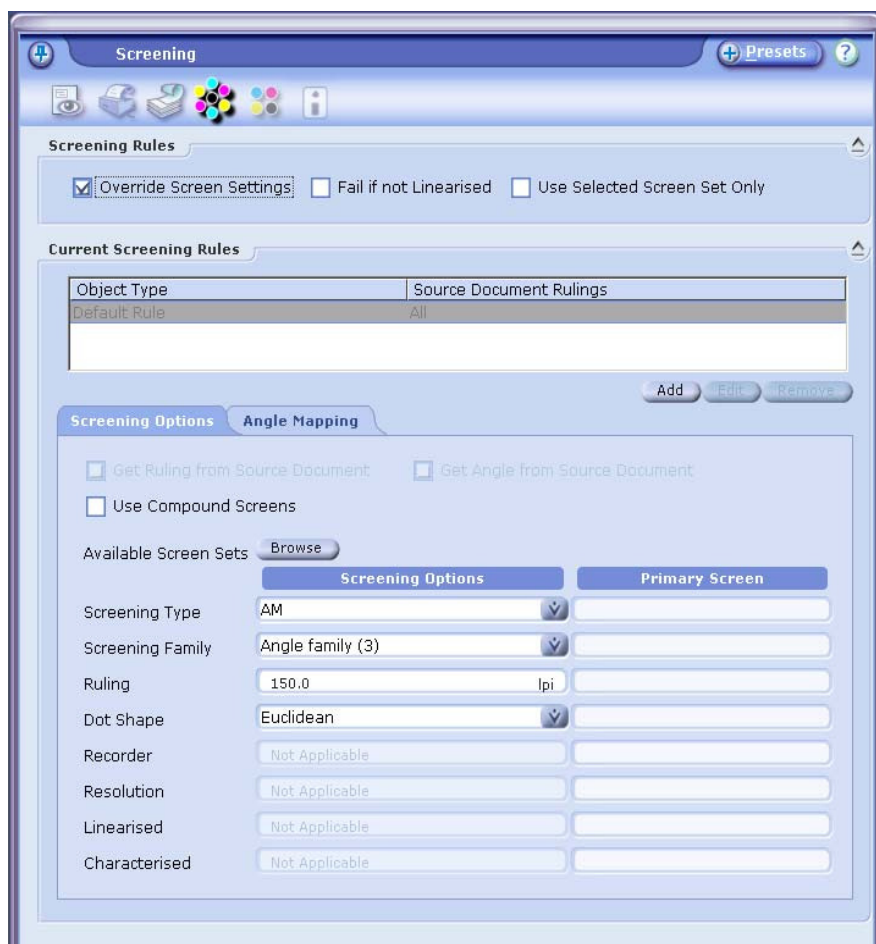 Screening
Presets
?
Screening Rules
Override Screen Settings Fail if not Linearised Use Selected Screen Set Only
Current Screening Rules
Object Type Source Document Rulings
Default Rule All
Add Edit Remove
Screening Options Angle Mapping
Get Ruling from Source Document Get Angle from Source Document
Use Compound Screens
Available Screen Sets Browse
Screening Options Primary Screen
Screening Type AM
Screening Family Angle family (3)
Ruling 150.0 lpi
Dot Shape Euclidean
Recorder Not Applicable
Resolution Not Applicable
Linearised Not Applicable
Characterised Not Applicable